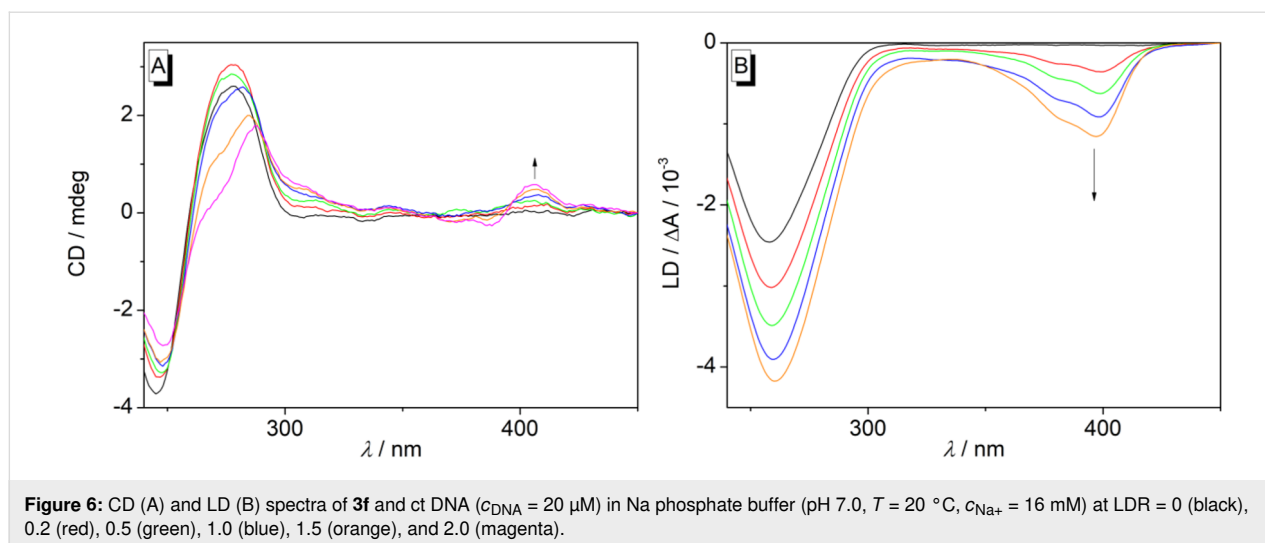 A
B
2
0
-2
-4
CD / mdeg
300
400
λ / nm
0
-2
-4
LD / ΔA / 10⁻³
300
400
λ / nm
Figure 6: CD (A) and LD (B) spectra of 3f and ct DNA (cDNA = 20 μM) in Na phosphate buffer (pH 7.0, T = 20 °C, cNa+ = 16 mM) at LDR = 0 (black),
0.2 (red), 0.5 (green), 1.0 (blue), 1.5 (orange), and 2.0 (magenta).